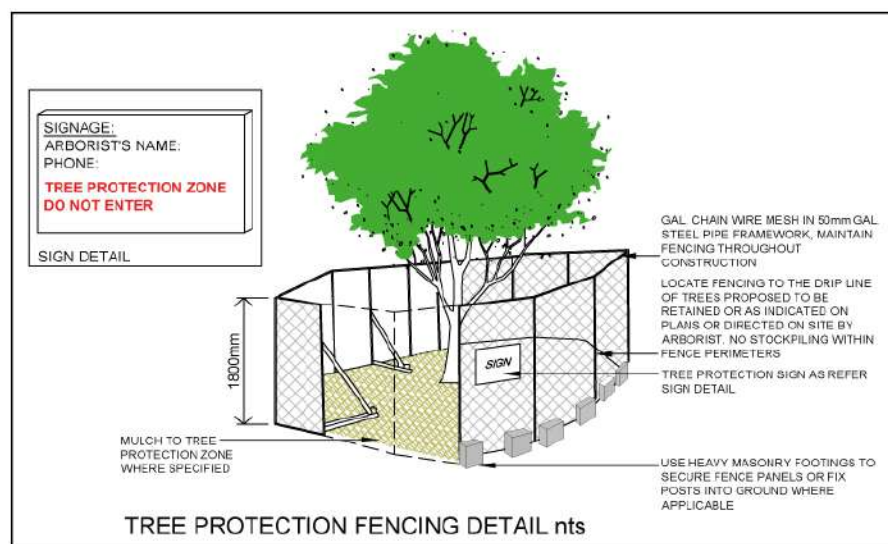 SIGNAGE:
ARBORIST'S NAME:
PHONE:
TREE PROTECTION ZONE
DO NOT ENTER
SIGN DETAIL
GAL CHAIN WIRE MESH IN 50mm GAL
STEEL PIPE FRAMEWORK, MAINTAIN
FENCING THROUGHOUT
CONSTRUCTION
LOCATE FENCING TO THE DRIP LINE
OF TREES PROPOSED TO BE
RETAINED OR AS INDICATED ON
PLANS OR DIRECTED ON SITE BY
ARBORIST. NO STOCKPILING WITHIN
FENCE PERIMETERS
SIGN
TREE PROTECTION SIGN AS REFER
SIGN DETAIL
1800mm
MULCH TO TREE
PROTECTION ZONE
WHERE SPECIFIED
USE HEAVY MASONRY FOOTINGS TO
SECURE FENCE PANELS OR FIX
POSTS INTO GROUND WHERE
APPLICABLE
TREE PROTECTION FENCING DETAIL nts